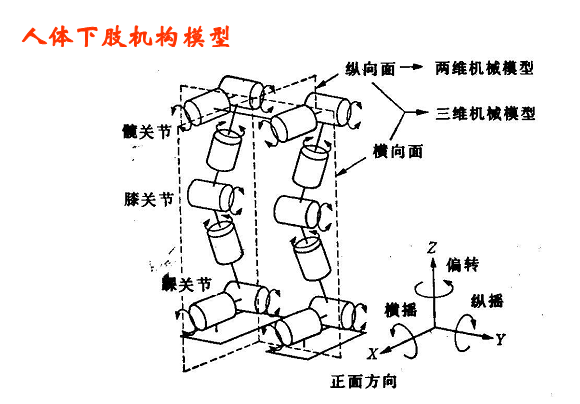 人体下肢机构模型
纵向面 两维机械模型
三维机械模型
髋关节
横向面
膝关节
Z
偏转
踝关节
横摇 纵摇
X Y
正面方向